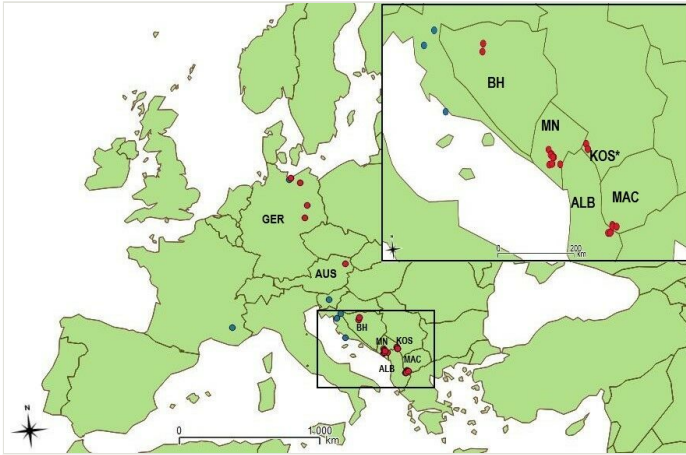 BH
MN
KOS*
ALB
MAC
0 200
km
GER
AUS
BH
MN
KOS
MAC
ALB
N
0 1 000
km